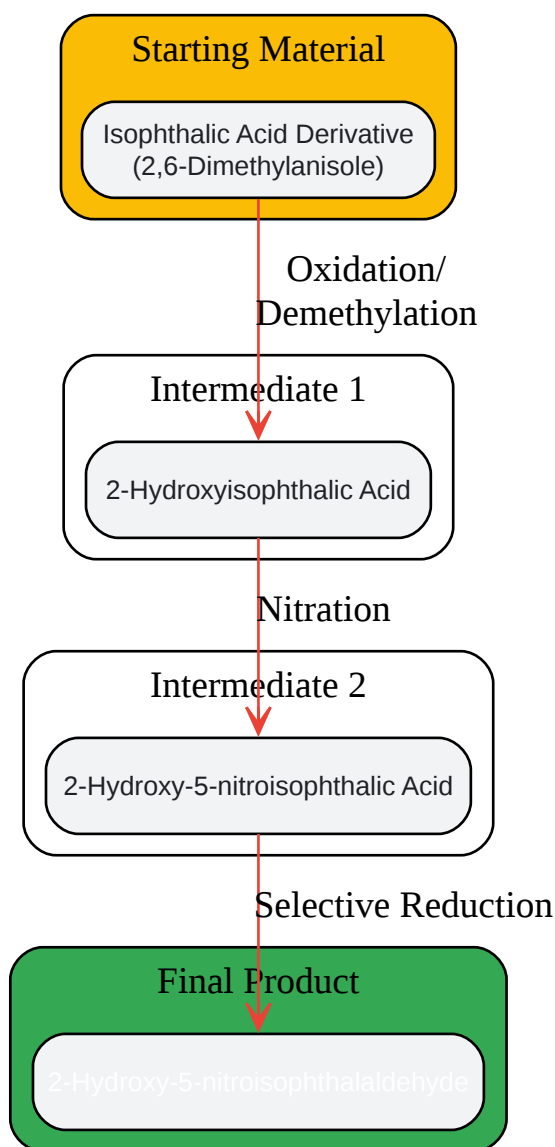 Starting Material
Isophthalic Acid Derivative
(2,6-Dimethylanisole)
Oxidation/
Demethylation
Intermediate 1
2-Hydroxyisophthalic Acid
Nitration
Intermediate 2
2-Hydroxy-5-nitroisophthalic Acid
Selective Reduction
Final Product
2-Hydroxy-5-nitroisophthalaldehyde